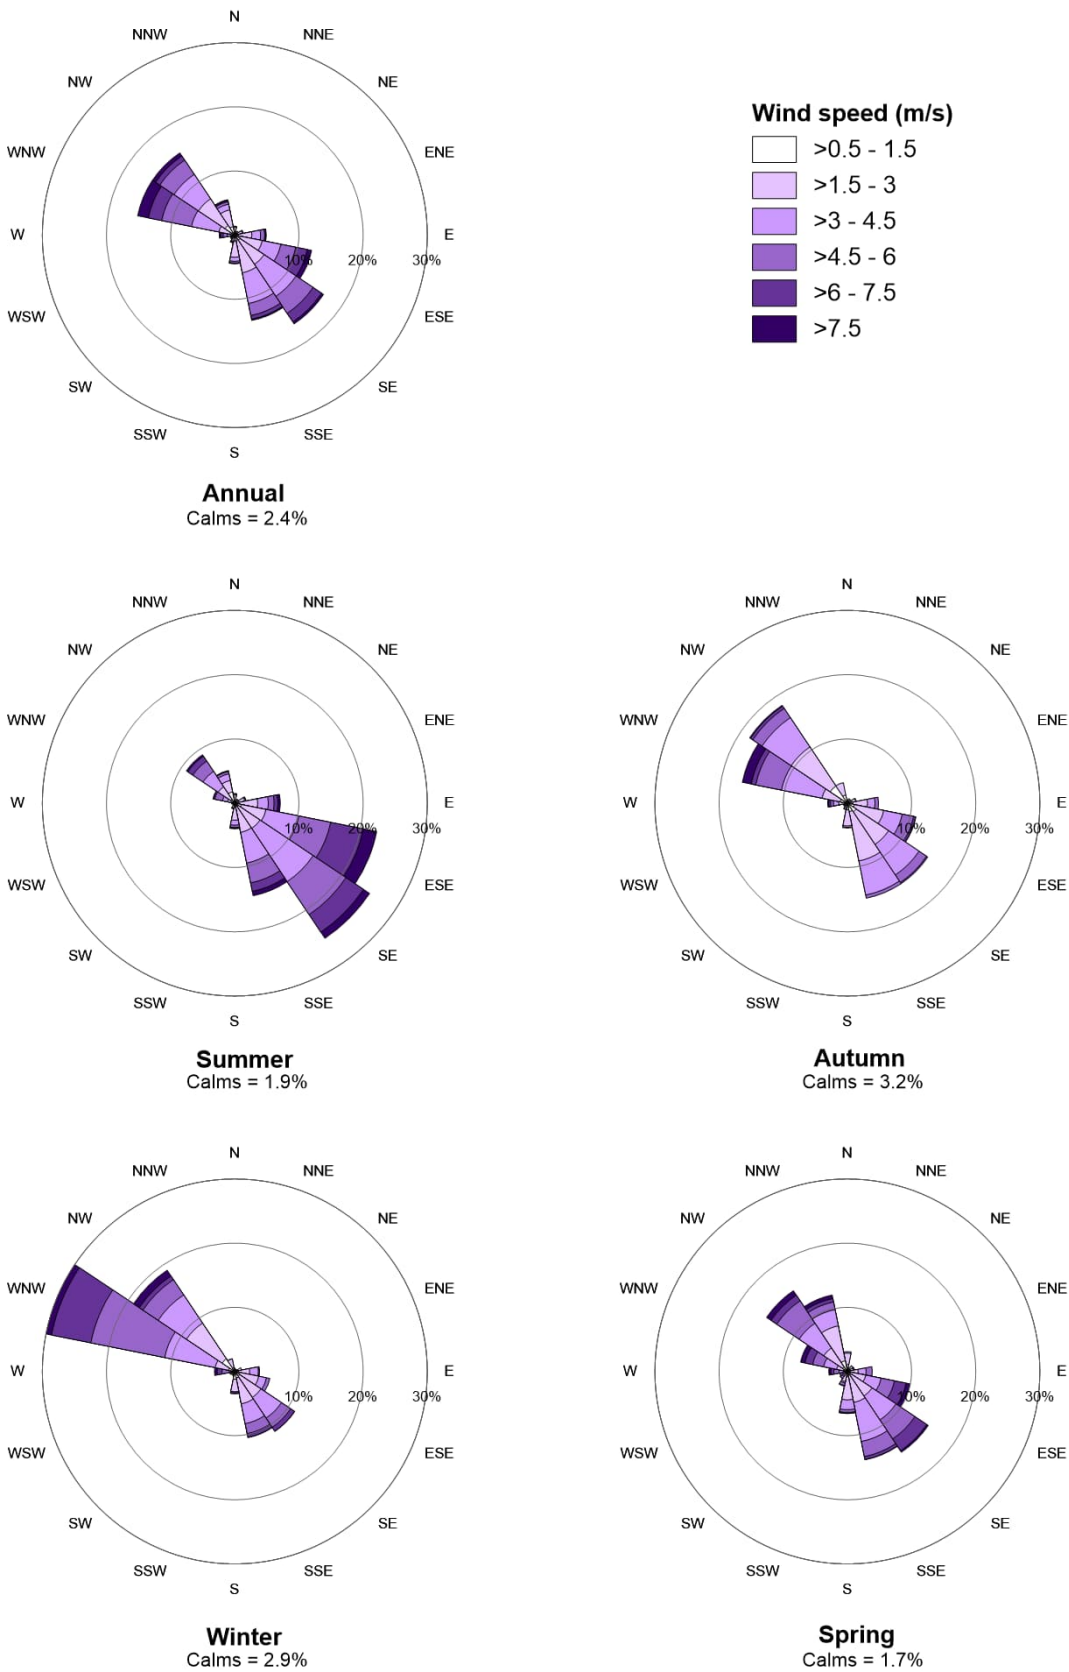 N
NNW
NNE
NW
NE
WNW
ENE
W
E
10%
20%
30%
WSW
ESE
SW
SE
SSW
SSE
S
Annual
Calms = 2.4%
Wind speed (m/s)
>0.5 - 1.5
>1.5 - 3
>3 - 4.5
>4.5 - 6
>6 - 7.5
>7.5
N
NNW
NNE
NW
NE
WNW
ENE
W
E
10%
20%
30%
WSW
ESE
SW
SE
SSW
SSE
S
Summer
Calms = 1.9%
N
NNW
NNE
NW
NE
WNW
ENE
W
E
10%
20%
30%
WSW
ESE
SW
SE
SSW
SSE
S
Autumn
Calms = 3.2%
N
NNW
NNE
NW
NE
WNW
ENE
W
E
10%
20%
30%
WSW
ESE
SW
SE
SSW
SSE
S
Winter
Calms = 2.9%
N
NNW
NNE
NW
NE
WNW
ENE
W
E
10%
20%
30%
WSW
ESE
SW
SE
SSW
SSE
S
Spring
Calms = 1.7%